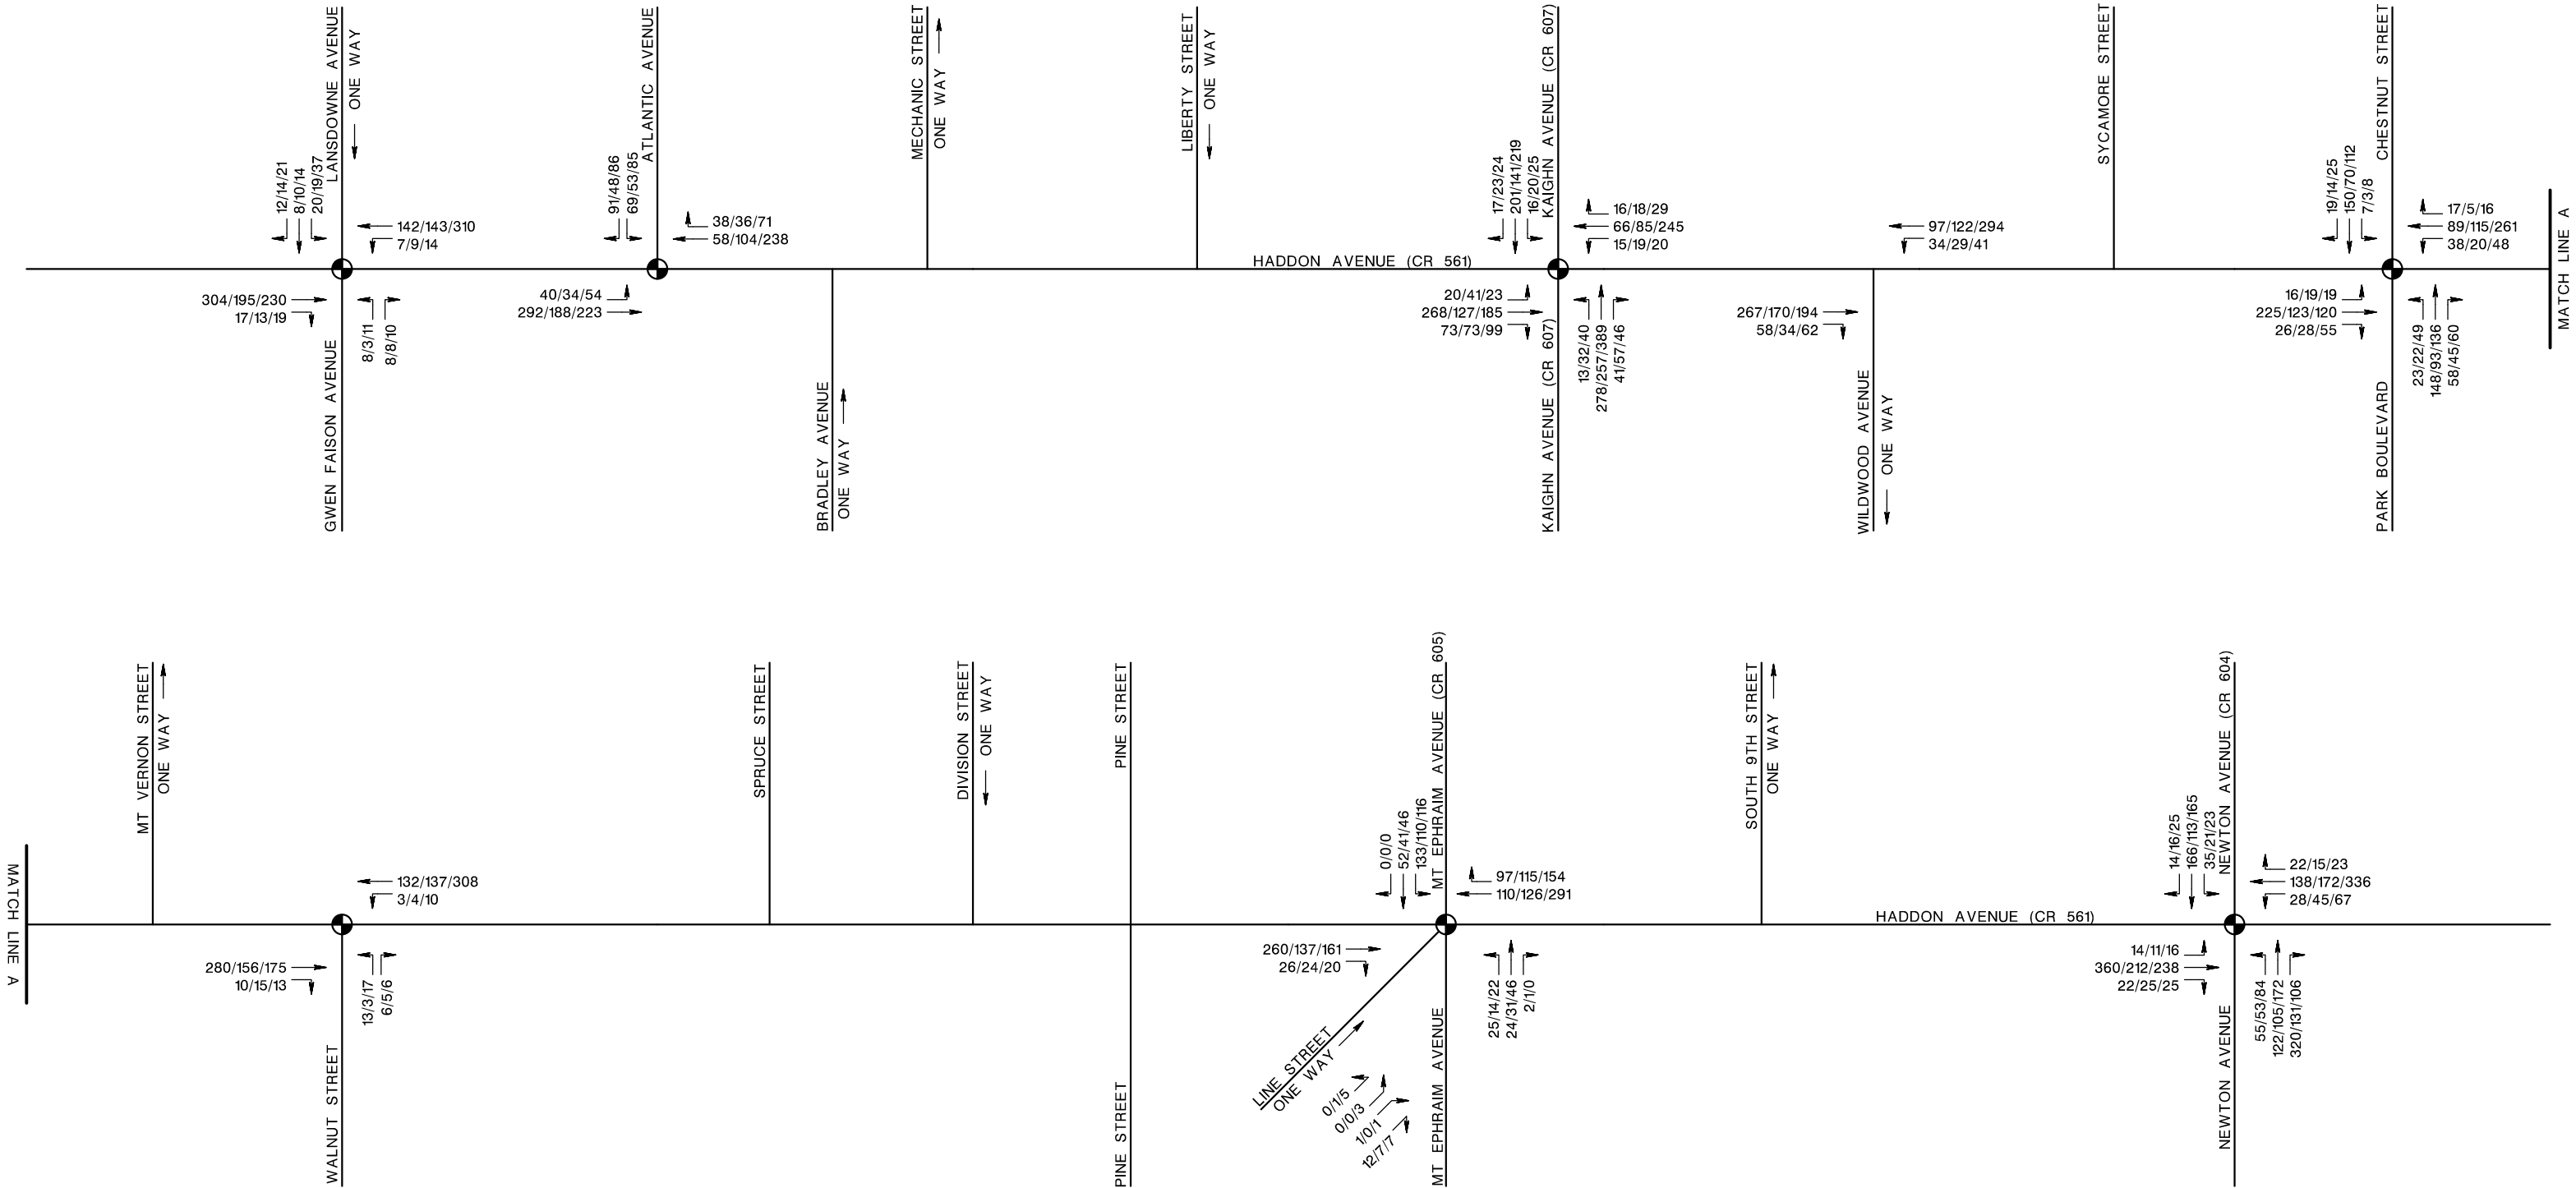 LANSDOWNE AVENUE
ONE WAY
12/14/21
8/10/14
20/19/37
142/143/310
7/9/14
304/195/230
17/13/19
8/3/11
8/8/10
GWEN FAISON AVENUE
ATLANTIC AVENUE
91/48/86
69/53/85
38/36/71
58/104/238
40/34/54
292/188/223
BRADLEY AVENUE
ONE WAY
MECHANIC STREET
ONE WAY
LIBERTY STREET
ONE WAY
HADDON AVENUE (CR 561)
KAIGHN AVENUE (CR 607)
17/23/24
201/141/219
16/20/25
16/18/29
66/85/245
15/19/20
20/41/23
268/127/185
73/73/99
13/32/40
278/257/389
41/57/46
KAIGHN AVENUE (CR 607)
97/122/294
34/29/41
267/170/194
58/34/62
WILDWOOD AVENUE
ONE WAY
SYCAMORE STREET
CHESTNUT STREET
19/14/25
150/70/112
7/3/8
17/5/16
89/115/261
38/20/48
16/19/19
225/123/120
26/28/55
23/22/49
148/93/136
58/45/60
PARK BOULEVARD
MATCH LINE A
MATCH LINE A
MT VERNON STREET
ONE WAY
132/137/308
3/4/10
280/156/175
10/15/13
13/3/17
6/5/6
WALNUT STREET
SPRUCE STREET
DIVISION STREET
ONE WAY
PINE STREET
PINE STREET
MT EPHRAIM AVENUE (CR 605)
0/0/0
52/41/46
133/110/116
97/115/154
110/126/291
260/137/161
26/24/20
25/14/22
24/31/46
2/1/0
LINE STREET
ONE WAY
0/1/5
0/0/3
1/0/1
12/7/7
MT EPHRAIM AVENUE
SOUTH 9TH STREET
ONE WAY
HADDON AVENUE (CR 561)
NEWTON AVENUE (CR 604)
14/16/25
166/113/165
35/21/23
22/15/23
138/172/336
28/45/67
14/11/16
360/212/238
22/25/25
55/53/84
122/105/172
320/131/106
NEWTON AVENUE